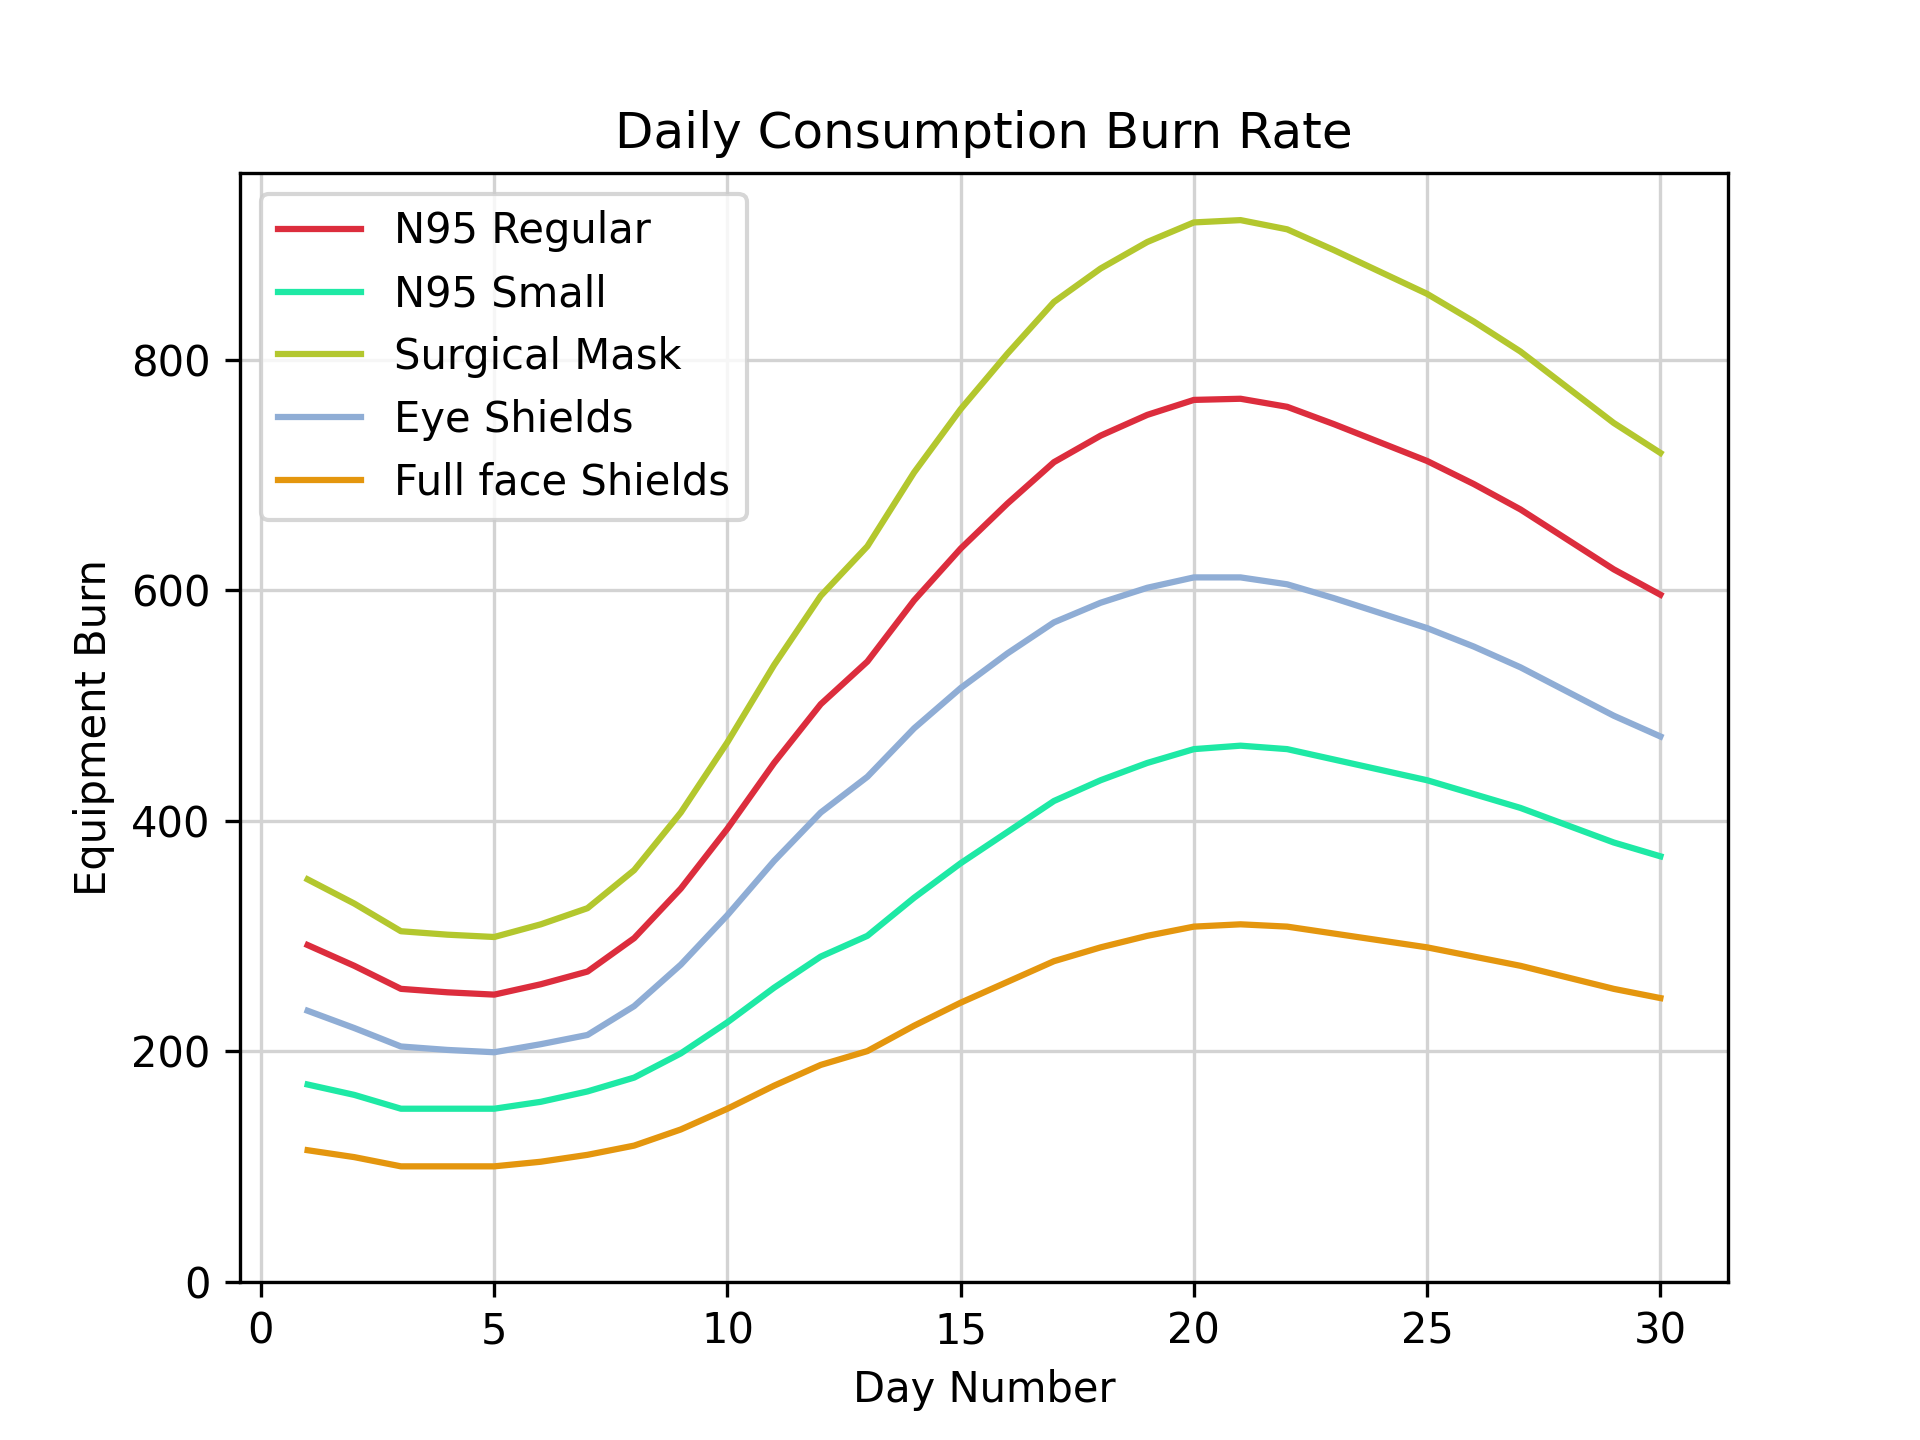 Daily Consumption Burn Rate
N95 Regular
N95 Small
Surgical Mask
Eye Shields
Full face Shields
Equipment Burn
800
600
400
200
0
0 5 10 15 20 25 30
Day Number